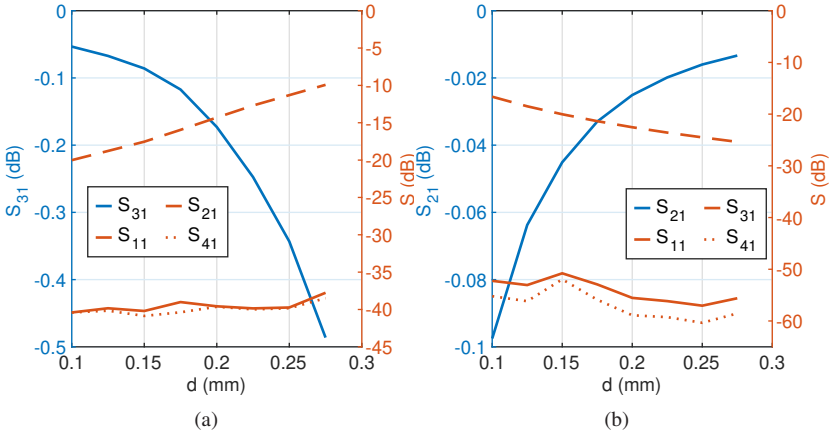 0
-0.1
-0.2
-0.3
-0.4
-0.5
S31 (dB)
0
-5
-10
-15
-20
-25
-30
-35
-40
-45
S (dB)
0.1 0.15 0.2 0.25 0.3
d (mm)
S31 S21
S11 S41
(a)
0
-0.02
-0.04
-0.06
-0.08
-0.1
S21 (dB)
0
-10
-20
-30
-40
-50
-60
S (dB)
0.1 0.15 0.2 0.25 0.3
d (mm)
S21 S31
S11 S41
(b)